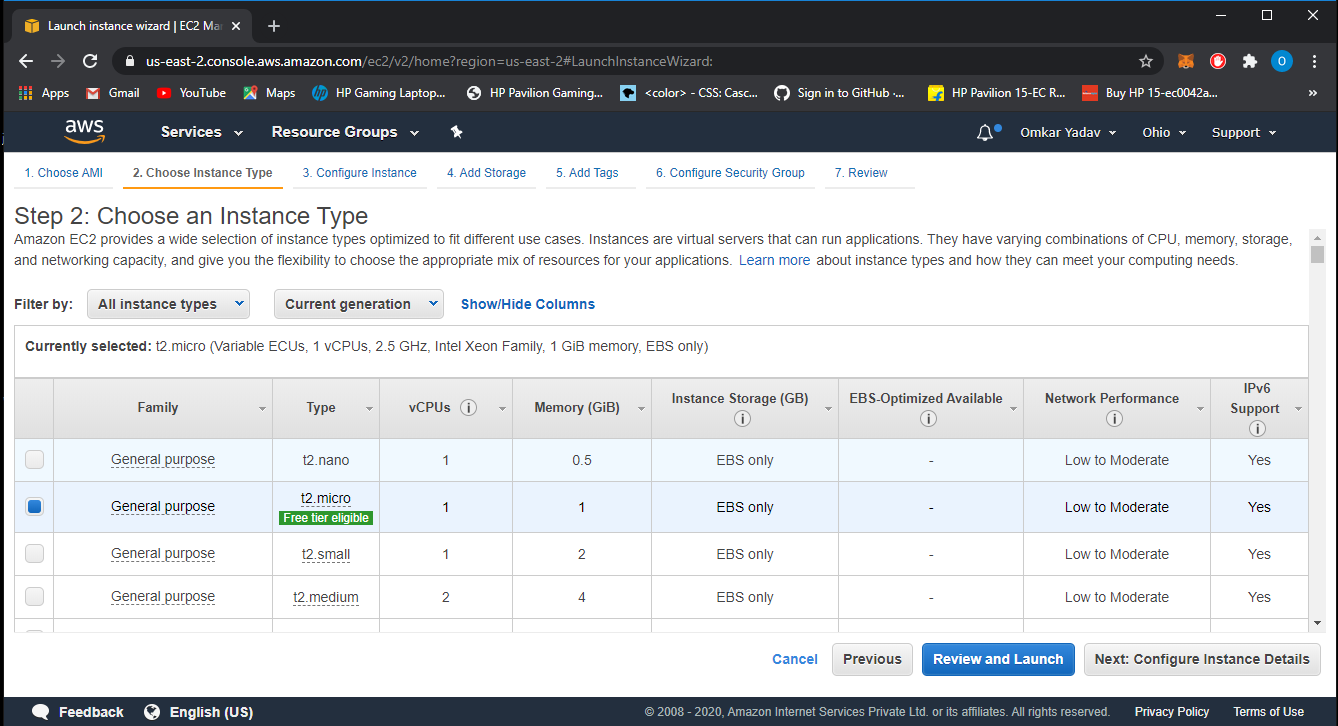 Launch instance wizard | EC2 Ma
us-east-2.console.aws.amazon.com/ec2/v2/home?region=us-east-2#LaunchInstanceWizard:
O
Apps Gmail YouTube Maps HP Gaming Laptop... HP Pavilion Gaming... <color> - CSS: Casc... Sign in to GitHub ·... HP Pavilion 15-EC R... Buy HP 15-ec0042a... »
aws Services Resource Groups Omkar Yadav Ohio Support
1. Choose AMI 2. Choose Instance Type 3. Configure Instance 4. Add Storage 5. Add Tags 6. Configure Security Group 7. Review
Step 2: Choose an Instance Type
Amazon EC2 provides a wide selection of instance types optimized to fit different use cases. Instances are virtual servers that can run applications. They have varying combinations of CPU, memory, storage,
and networking capacity, and give you the flexibility to choose the appropriate mix of resources for your applications. Learn more about instance types and how they can meet your computing needs.
Filter by: All instance types Current generation Show/Hide Columns
Currently selected: t2.micro (Variable ECUs, 1 vCPUs, 2.5 GHz, Intel Xeon Family, 1 GiB memory, EBS only)
Family Type vCPUs Memory (GiB) Instance Storage (GB) EBS-Optimized Available Network Performance IPv6 Support
General purpose t2.nano 1 0.5 EBS only - Low to Moderate Yes
General purpose t2.micro 1 1 EBS only - Low to Moderate Yes
Free tier eligible
General purpose t2.small 1 2 EBS only - Low to Moderate Yes
General purpose t2.medium 2 4 EBS only - Low to Moderate Yes
Cancel Previous Review and Launch Next: Configure Instance Details
Feedback English (US) © 2008 - 2020, Amazon Internet Services Private Ltd. or its affiliates. All rights reserved. Privacy Policy Terms of Use